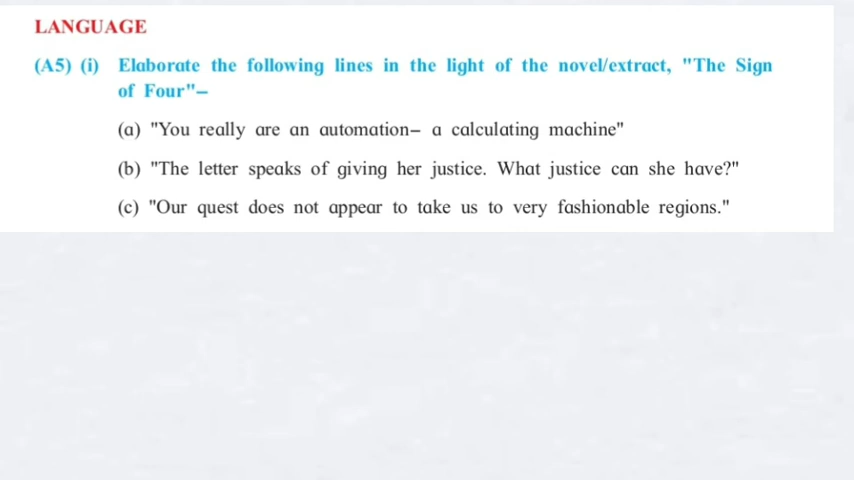 LANGUAGE
(A5) (i) Elaborate the following lines in the light of the novel/extract, "The Sign
of Four"–
(a) "You really are an automation– a calculating machine"
(b) "The letter speaks of giving her justice. What justice can she have?"
(c) "Our quest does not appear to take us to very fashionable regions."